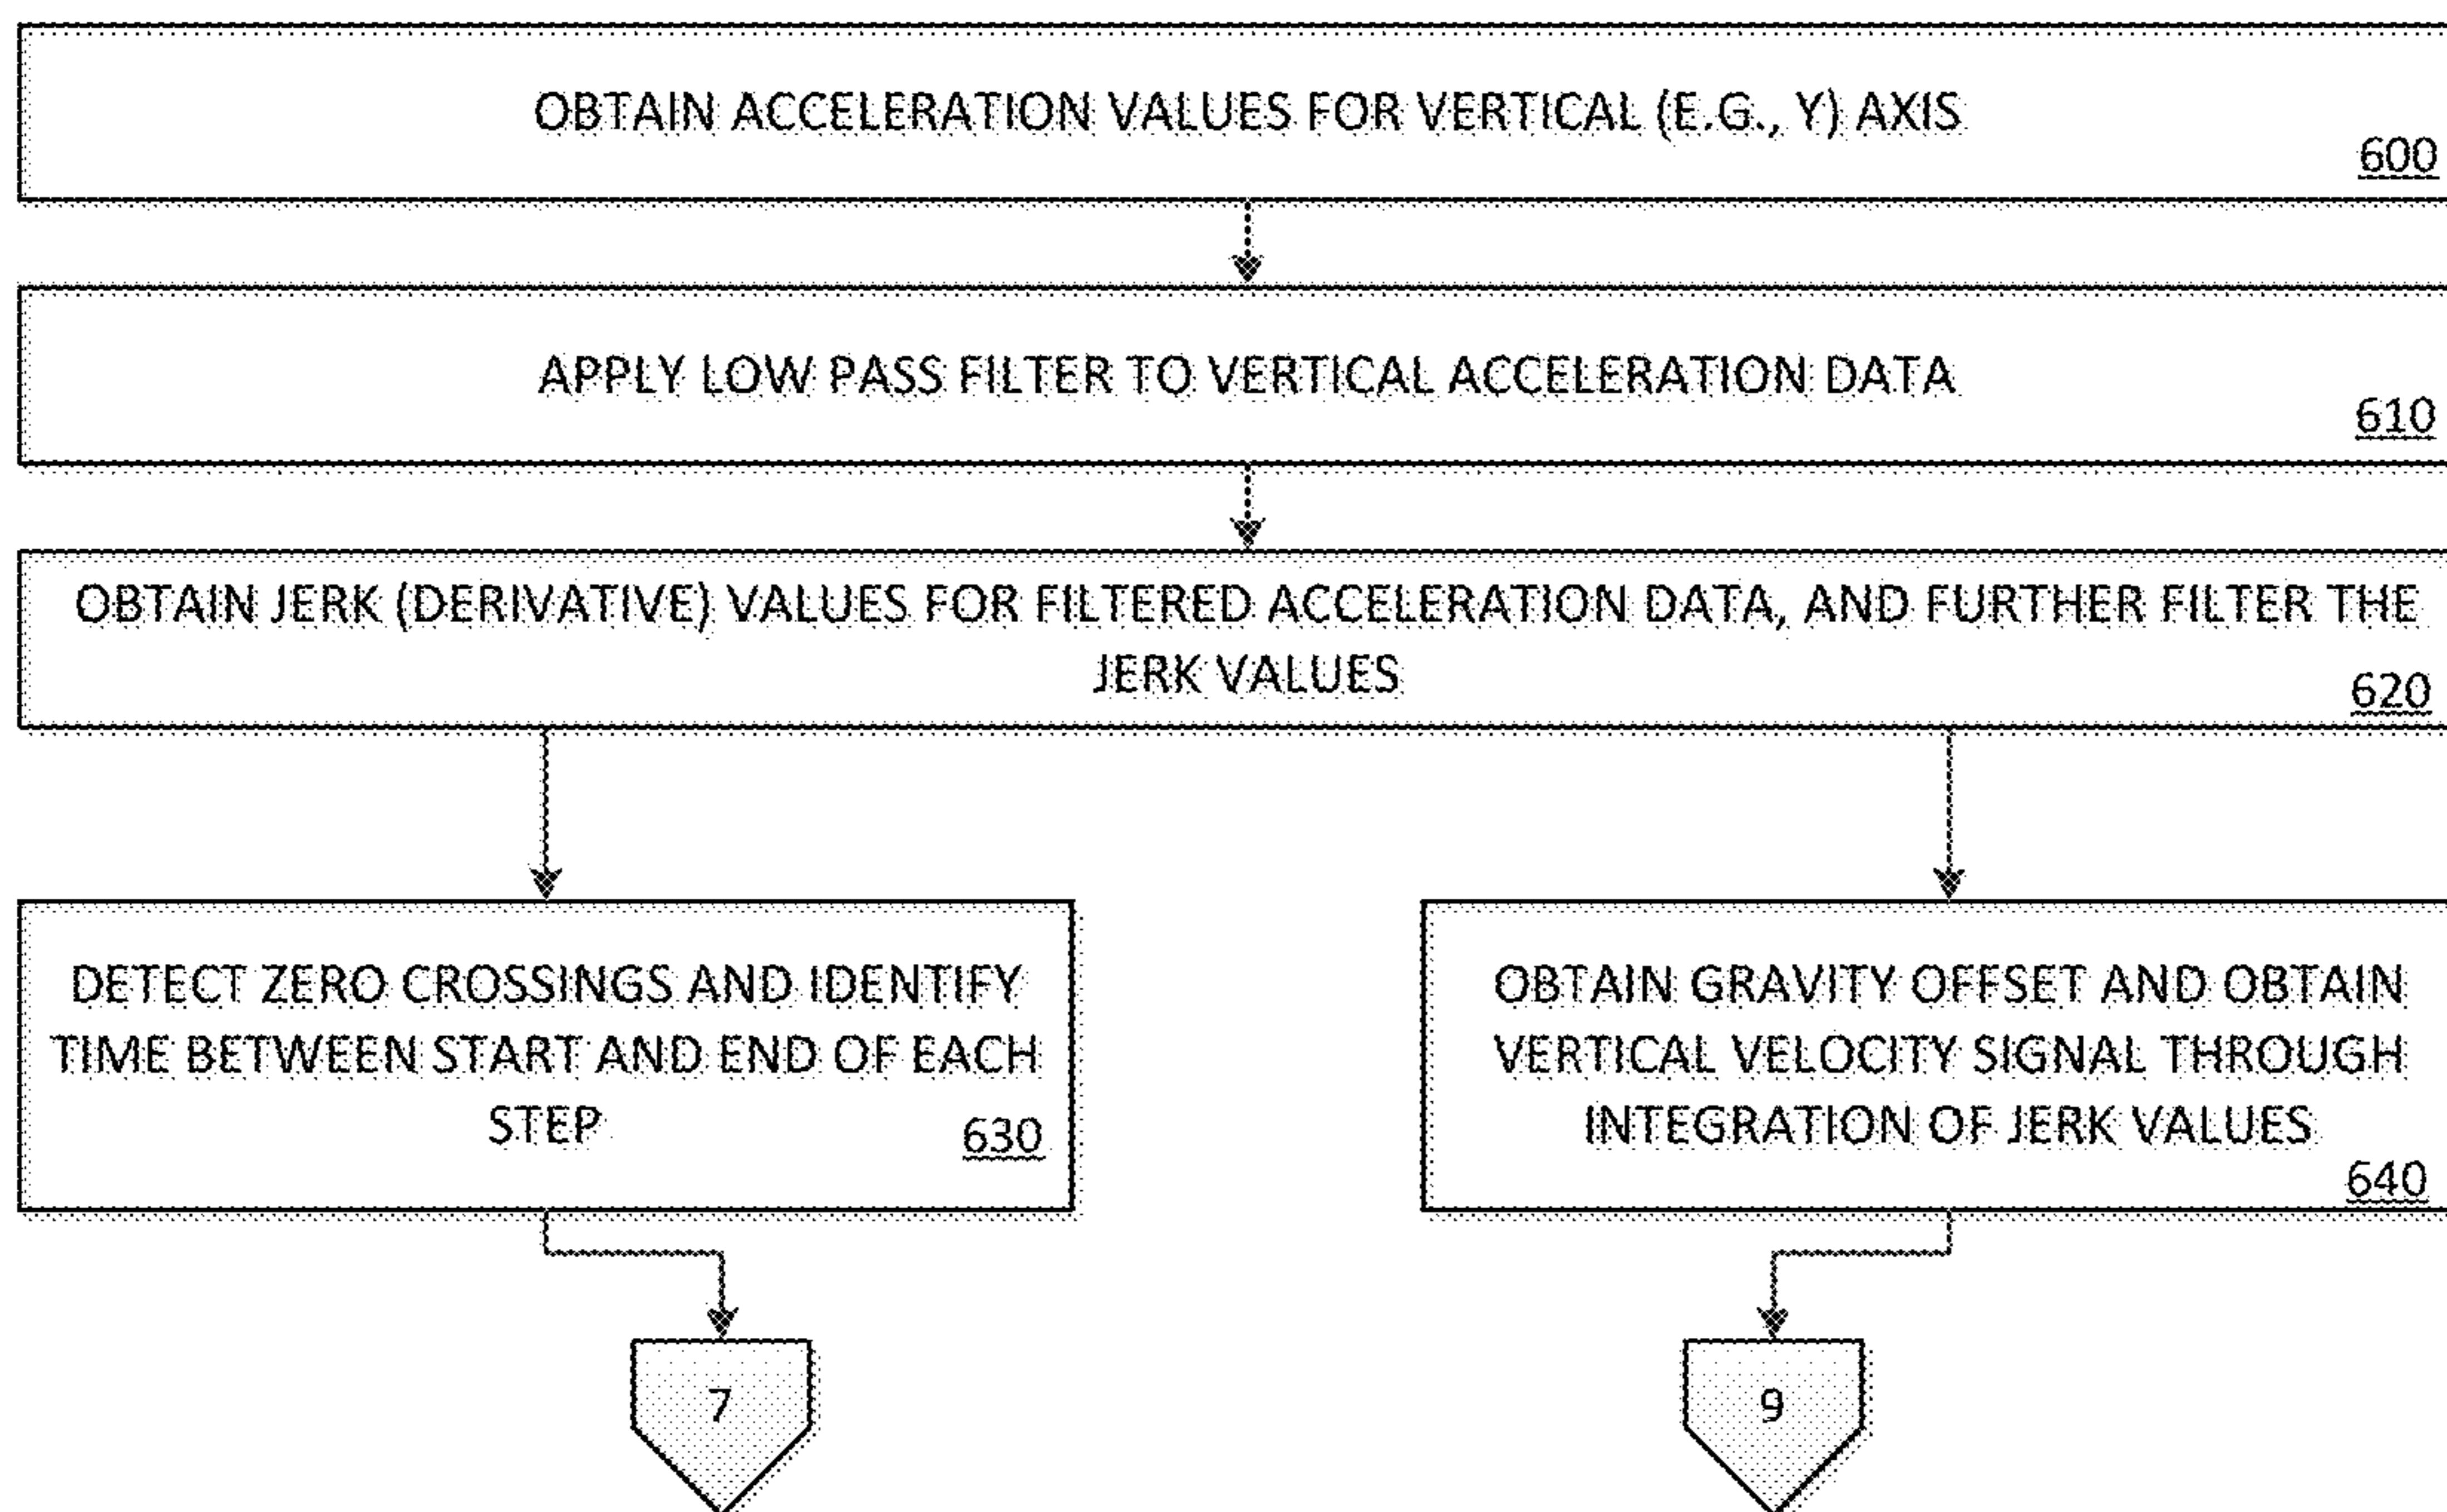 OBTAIN ACCELERATION VALUES FOR VERTICAL (E.G., Y) AXIS
600
APPLY LOW PASS FILTER TO VERTICAL ACCELERATION DATA
610
OBTAIN JERK (DERIVATIVE) VALUES FOR FILTERED ACCELERATION DATA, AND FURTHER FILTER THE
JERK VALUES
620
DETECT ZERO CROSSINGS AND IDENTIFY
TIME BETWEEN START AND END OF EACH
STEP
630
OBTAIN GRAVITY OFFSET AND OBTAIN
VERTICAL VELOCITY SIGNAL THROUGH
INTEGRATION OF JERK VALUES
640
7
9